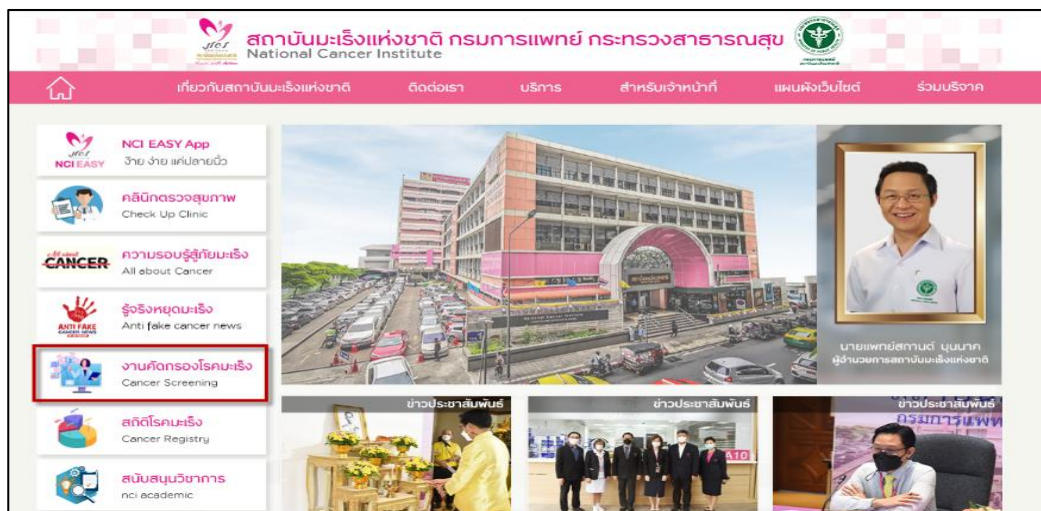 สถาบันมะเร็งแห่งชาติ กรมการแพทย์ กระทรวงสาธารณสุข
National Cancer Institute
เกี่ยวกับสถาบันมะเร็งแห่งชาติ ติดต่อเรา บริการ สำหรับเจ้าหน้าที่ แผนผังเว็บไซต์ ร่วมบริจาค
NCI EASY
NCI EASY App
ง๊าย ง่าย แค่ปลายนิ้ว
คลินิกตรวจสุขภาพ
Check Up Clinic
All about
CANCER
ความรอบรู้สู้ภัยมะเร็ง
All about Cancer
ANTI FAKE
CANCER NEWS
รู้จริงหยุดมะเร็ง
Anti fake cancer news
งานคัดกรองโรคมะเร็ง
Cancer Screening
สถิติโรคมะเร็ง
Cancer Registry
สนับสนุนวิชาการ
nci academic
นายแพทย์สกานต์ บุนนาค
ผู้อำนวยการสถาบันมะเร็งแห่งชาติ
ข่าวประชาสัมพันธ์
ข่าวประชาสัมพันธ์
A10
ข่าวประชาสัมพันธ์